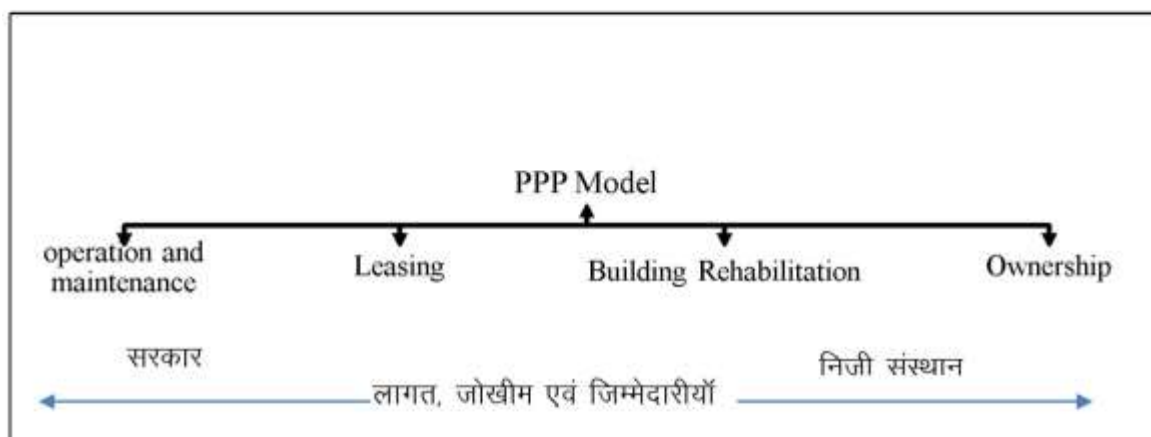 PPP Model
operation and
maintenance
Leasing
Building Rehabilitation
Ownership
सरकार
निजी संस्थान
लागत, जोखीम एवं जिम्मेदारीयॉ